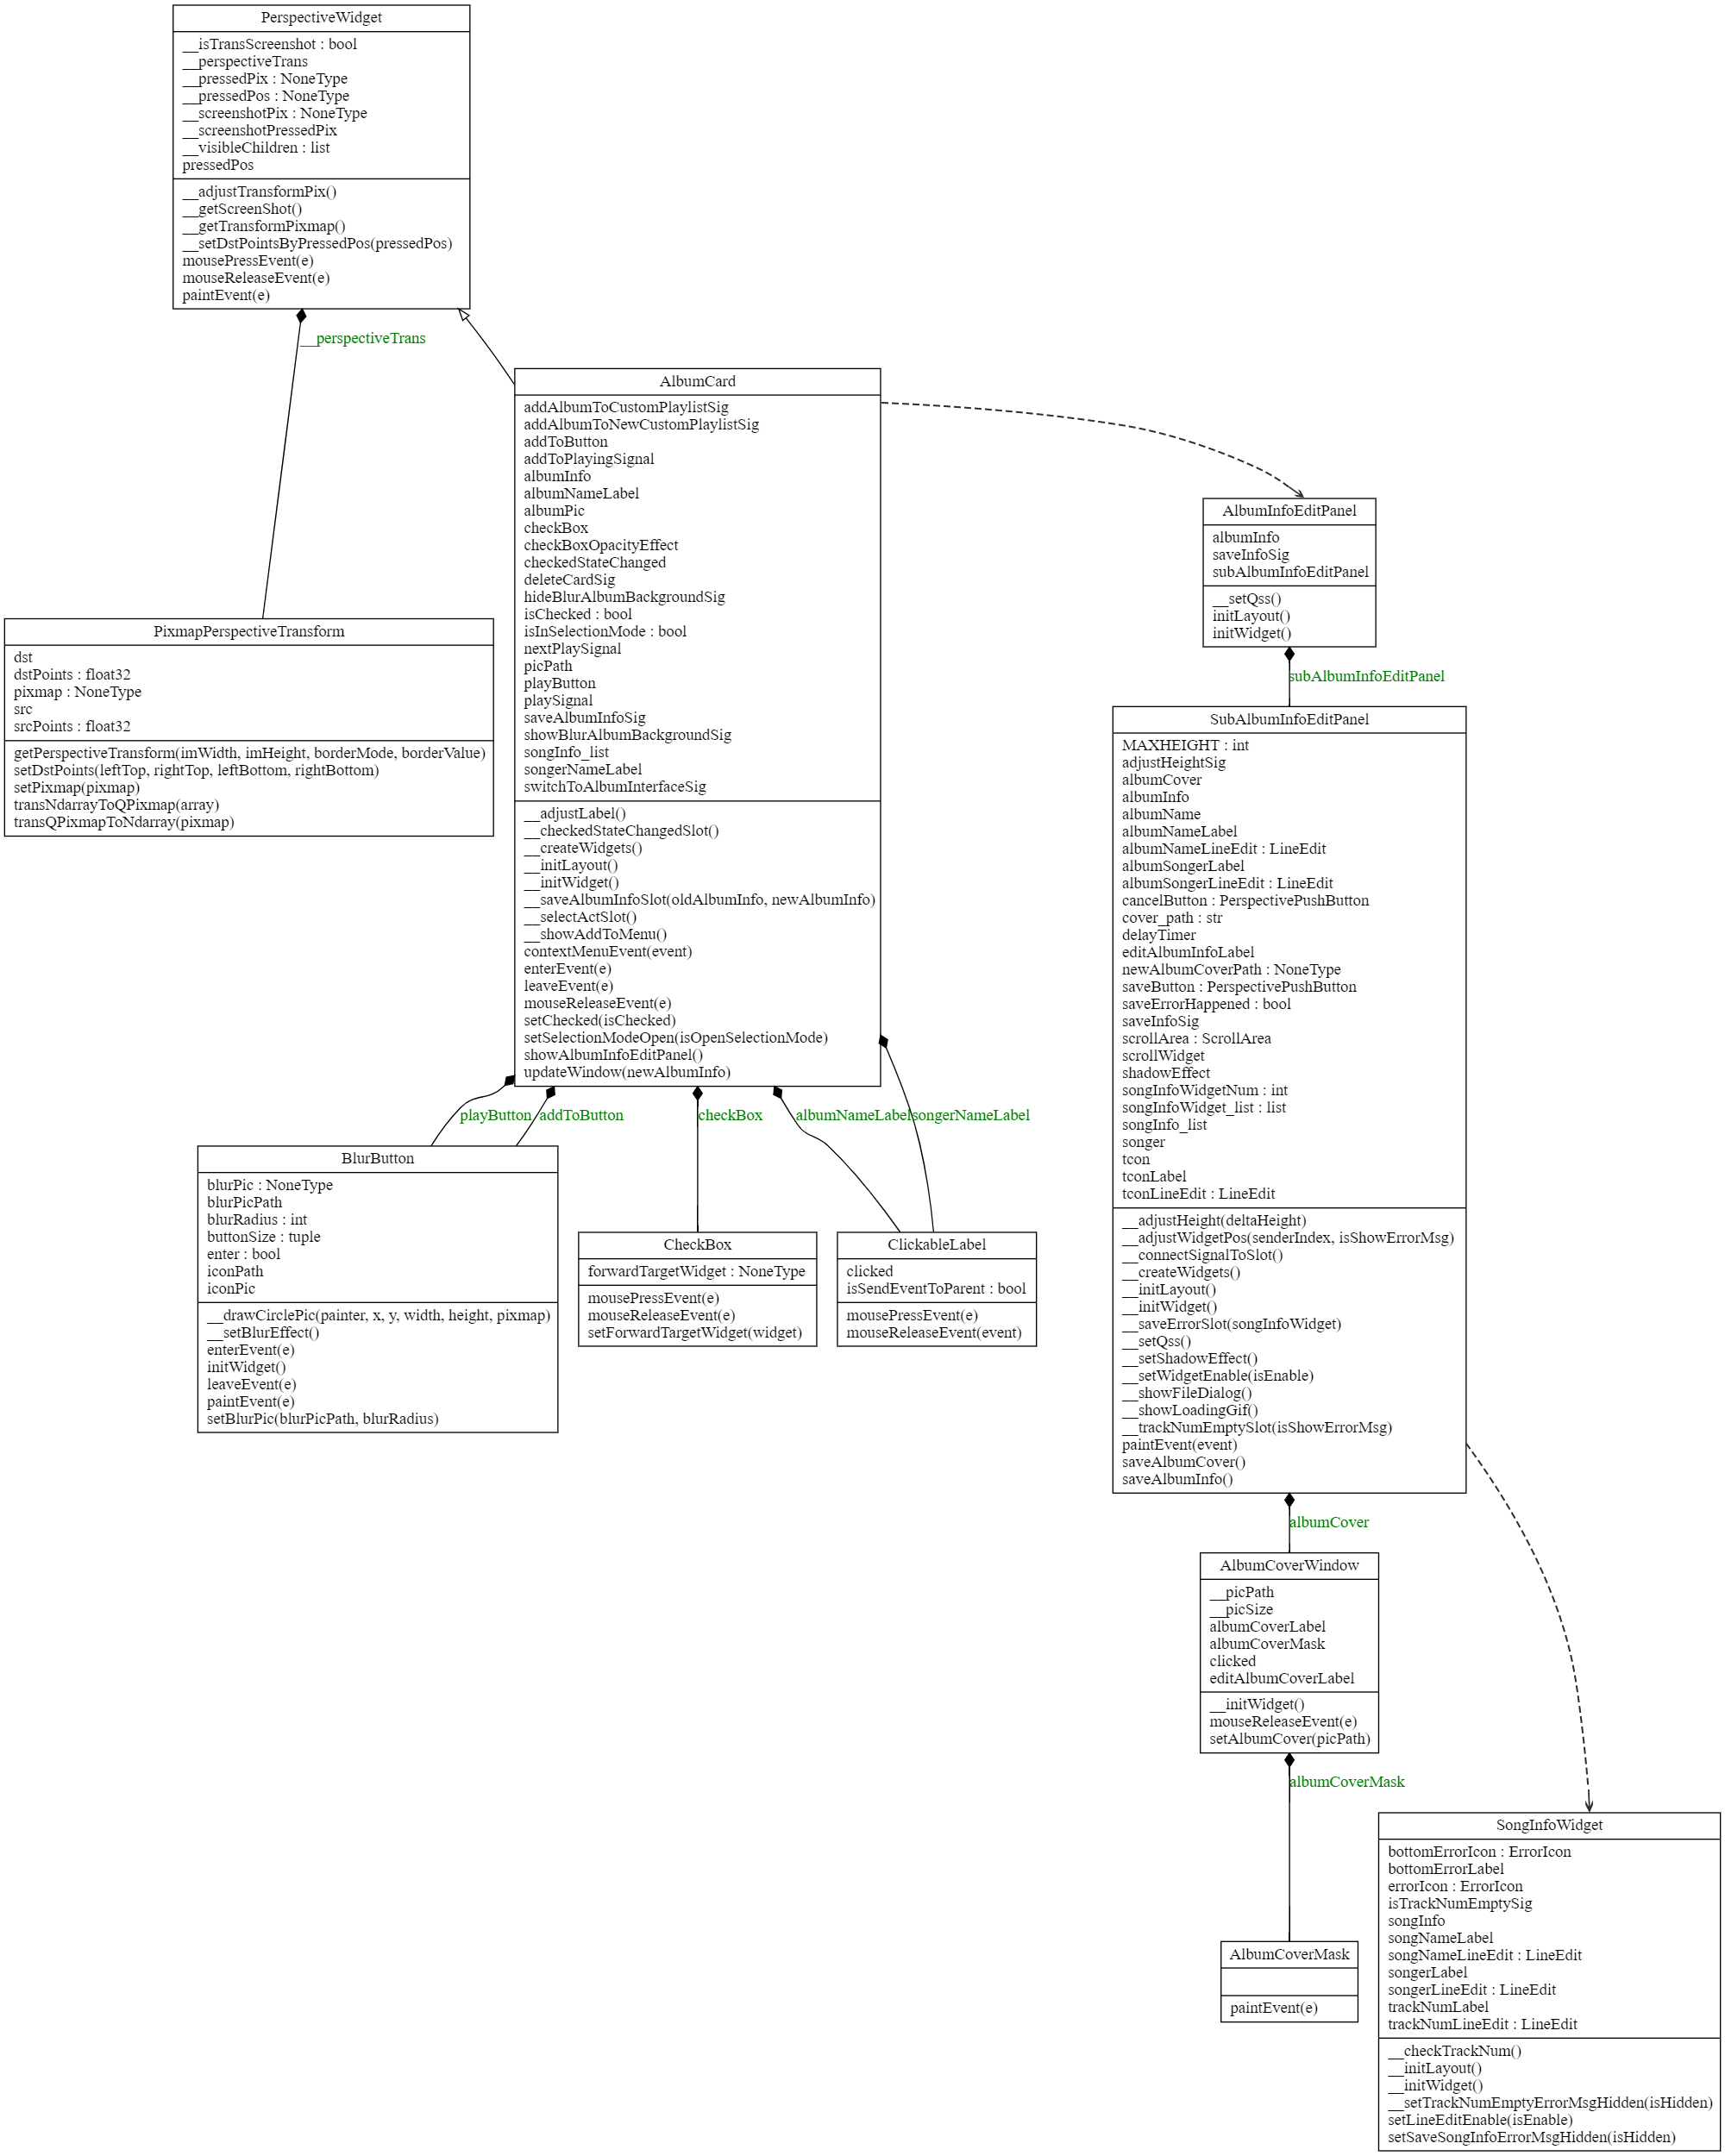 PerspectiveWidget
__isTransScreenshot : bool
__perspectiveTrans
__pressedPix : NoneType
__pressedPos : NoneType
__screenshotPix : NoneType
__screenshotPressedPix
__visibleChildren : list
pressedPos
__adjustTransformPix()
__getScreenShot()
__getTransformPixmap()
__setDstPointsByPressedPos(pressedPos)
mousePressEvent(e)
mouseReleaseEvent(e)
paintEvent(e)
__perspectiveTrans
AlbumCard
addAlbumToCustomPlaylistSig
addAlbumToNewCustomPlaylistSig
addToButton
addToPlayingSignal
albumInfo
albumNameLabel
albumPic
checkBox
checkBoxOpacityEffect
checkedStateChanged
deleteCardSig
hideBlurAlbumBackgroundSig
isChecked : bool
isInSelectionMode : bool
nextPlaySignal
picPath
playButton
playSignal
saveAlbumInfoSig
showBlurAlbumBackgroundSig
songInfo_list
songerNameLabel
switchToAlbumInterfaceSig
__adjustLabel()
__checkedStateChangedSlot()
__createWidgets()
__initLayout()
__initWidget()
__saveAlbumInfoSlot(oldAlbumInfo, newAlbumInfo)
__selectActSlot()
__showAddToMenu()
contextMenuEvent(event)
enterEvent(e)
leaveEvent(e)
mouseReleaseEvent(e)
setChecked(isChecked)
setSelectionModeOpen(isOpenSelectionMode)
showAlbumInfoEditPanel()
updateWindow(newAlbumInfo)
AlbumInfoEditPanel
albumInfo
saveInfoSig
subAlbumInfoEditPanel
__setQss()
initLayout()
initWidget()
subAlbumInfoEditPanel
PixmapPerspectiveTransform
dst
dstPoints : float32
pixmap : NoneType
src
srcPoints : float32
getPerspectiveTransform(imWidth, imHeight, borderMode, borderValue)
setDstPoints(leftTop, rightTop, leftBottom, rightBottom)
setPixmap(pixmap)
transNdarrayToQPixmap(array)
transQPixmapToNdarray(pixmap)
SubAlbumInfoEditPanel
MAXHEIGHT : int
adjustHeightSig
albumCover
albumInfo
albumName
albumNameLabel
albumNameLineEdit : LineEdit
albumSongerLabel
albumSongerLineEdit : LineEdit
cancelButton : PerspectivePushButton
cover_path : str
delayTimer
editAlbumInfoLabel
newAlbumCoverPath : NoneType
saveButton : PerspectivePushButton
saveErrorHappened : bool
saveInfoSig
scrollArea : ScrollArea
scrollWidget
shadowEffect
songInfoWidgetNum : int
songInfoWidget_list : list
songInfo_list
songer
tcon
tconLabel
tconLineEdit : LineEdit
__adjustHeight(deltaHeight)
__adjustWidgetPos(senderIndex, isShowErrorMsg)
__connectSignalToSlot()
__createWidgets()
__initLayout()
__initWidget()
__saveErrorSlot(songInfoWidget)
__setQss()
__setShadowEffect()
__setWidgetEnable(isEnable)
__showFileDialog()
__showLoadingGif()
__trackNumEmptySlot(isShowErrorMsg)
paintEvent(event)
saveAlbumCover()
saveAlbumInfo()
playButton addToButton checkBox albumNameLabel songerNameLabel
BlurButton
blurPic : NoneType
blurPicPath
blurRadius : int
buttonSize : tuple
enter : bool
iconPath
iconPic
__drawCirclePic(painter, x, y, width, height, pixmap)
__setBlurEffect()
enterEvent(e)
initWidget()
leaveEvent(e)
paintEvent(e)
setBlurPic(blurPicPath, blurRadius)
CheckBox
forwardTargetWidget : NoneType
mousePressEvent(e)
mouseReleaseEvent(e)
setForwardTargetWidget(widget)
ClickableLabel
clicked
isSendEventToParent : bool
mousePressEvent(e)
mouseReleaseEvent(event)
albumCover
AlbumCoverWindow
__picPath
__picSize
albumCoverLabel
albumCoverMask
clicked
editAlbumCoverLabel
__initWidget()
mouseReleaseEvent(e)
setAlbumCover(picPath)
albumCoverMask
AlbumCoverMask
paintEvent(e)
SongInfoWidget
bottomErrorIcon : ErrorIcon
bottomErrorLabel
errorIcon : ErrorIcon
isTrackNumEmptySig
songInfo
songNameLabel
songNameLineEdit : LineEdit
songerLabel
songerLineEdit : LineEdit
trackNumLabel
trackNumLineEdit : LineEdit
__checkTrackNum()
__initLayout()
__initWidget()
__setTrackNumEmptyErrorMsgHidden(isHidden)
setLineEditEnable(isEnable)
setSaveSongInfoErrorMsgHidden(isHidden)